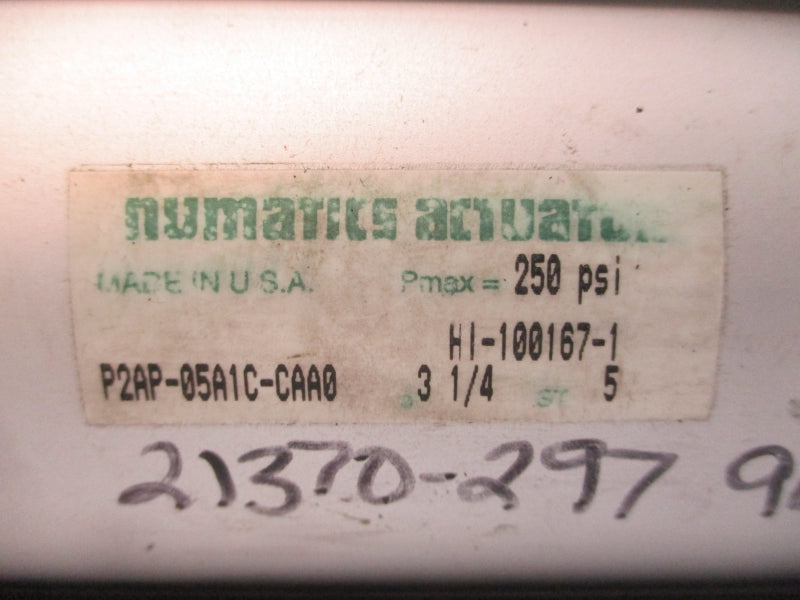 numatics actuator
MADE IN U.S.A. Pmax = 250 psi
HI-100167-1
P2AP-05A1C-CAA0 3 1/4 ST 5
21370-297